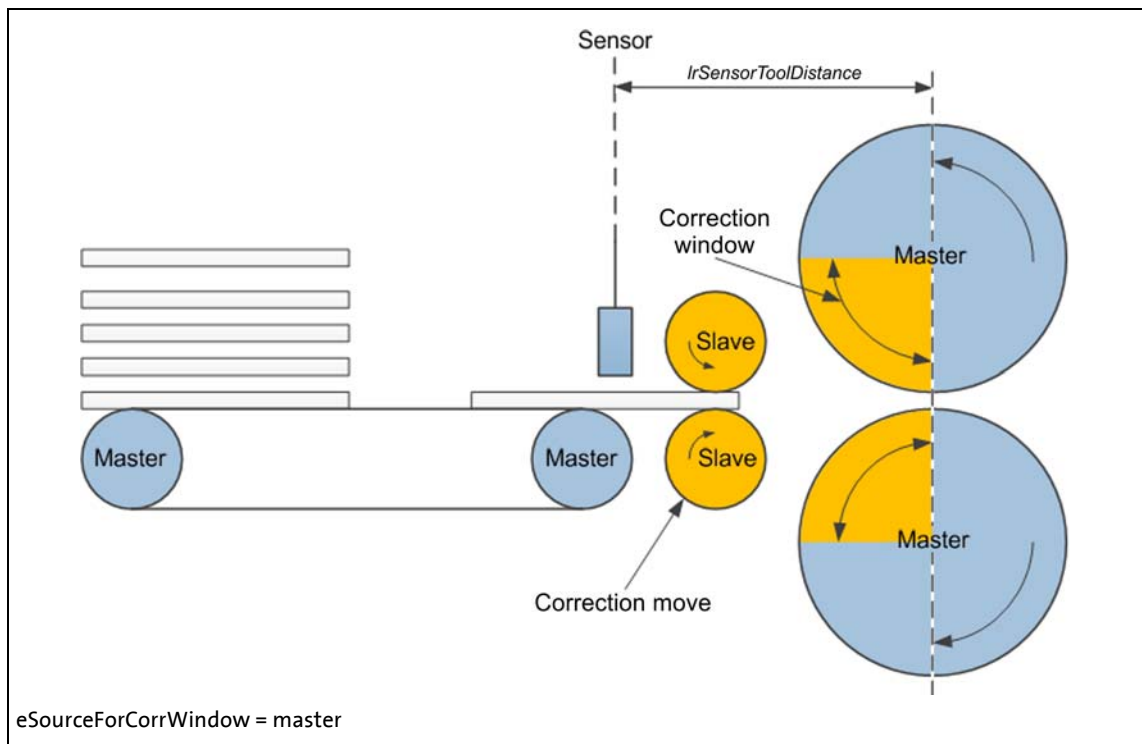 Sensor
lrSensorToolDistance
Correction
window
Master
Slave
Master
Master
Slave
Master
Correction move
eSourceForCorrWindow = master